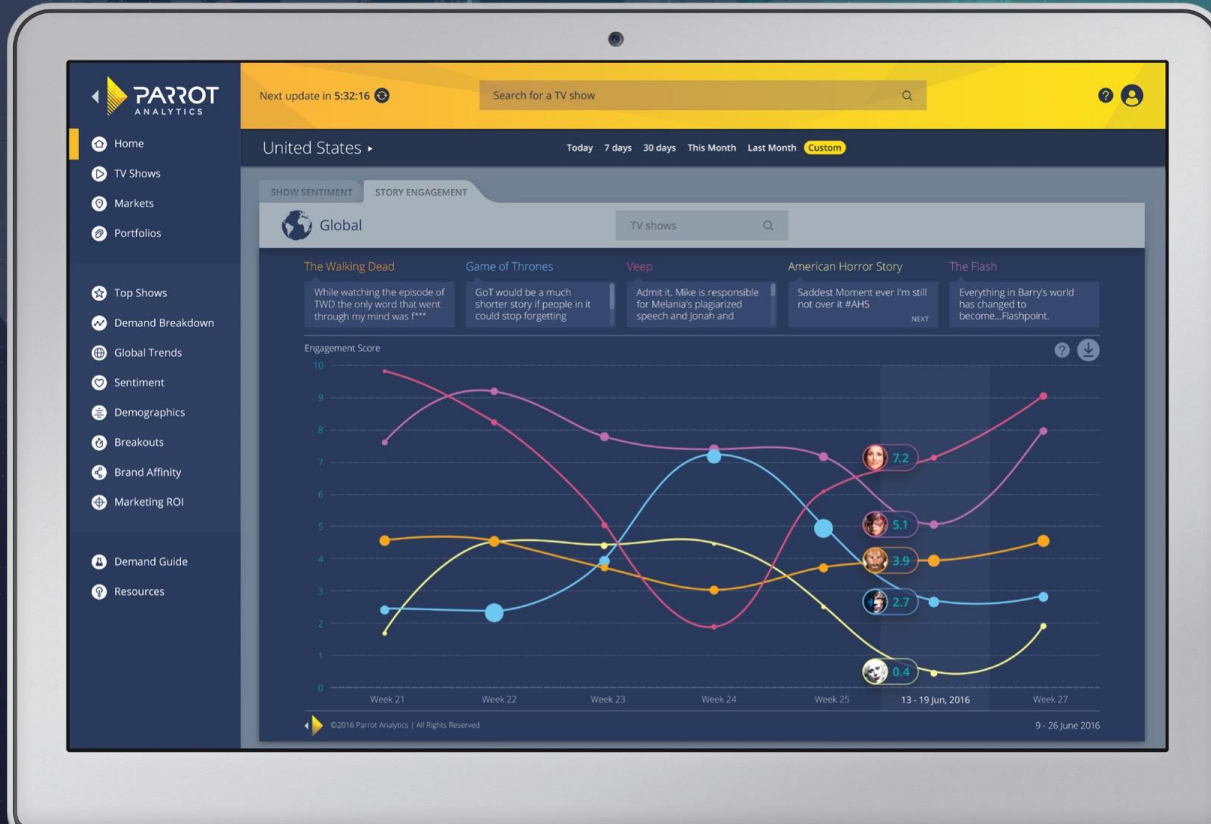 PARROT
ANALYTICS
Next update in 5:32:16
Search for a TV show
?
Home
TV Shows
Markets
Portfolios
Top Shows
Demand Breakdown
Global Trends
Sentiment
Demographics
Breakouts
Brand Affinity
Marketing ROI
Demand Guide
Resources
United States
Today 7 days 30 days This Month Last Month Custom
SHOW SENTIMENT STORY ENGAGEMENT
Global
TV shows
The Walking Dead
While watching the episode of
TWD the only word that went
through my mind was f***
Game of Thrones
GoT would be a much
shorter story if people in it
could stop forgetting
Veep
Admit it. Mike is responsible
for Melania's plagiarized
speech and Jonah and
American Horror Story
Saddest Moment ever I'm still
not over it #AHS
NEXT
The Flash
Everything in Barry's world
has changed to
become...Flashpoint.
Engagement Score
?
10
9
8
7
6
5
4
3
2
1
0
7.2
5.1
3.9
2.7
0.4
Week 21 Week 22 Week 23 Week 24 Week 25 13 - 19 Jun, 2016 Week 27
©2016 Parrot Analytics | All Rights Reserved
9 - 26 June 2016